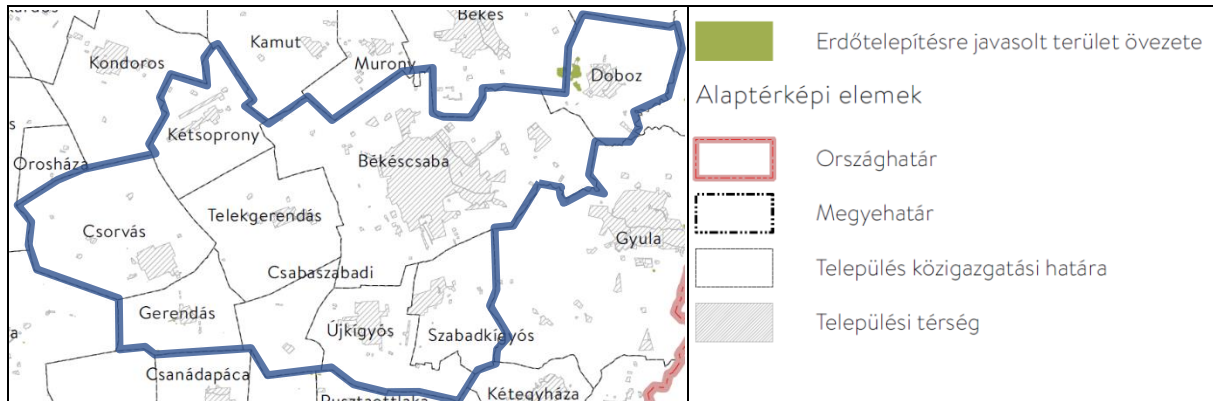 Kondoros
Kamut
Békés
Murony
Doboz
Kétsoprony
Orosháza
Békéscsaba
Telekgerendás
Csorvás
Gyula
Csabaszabadi
Gerendás
Újkígyós
Szabadkígyós
Csanádapáca
Pusztaottlaka
Kétegyháza
Erdőtelepítésre javasolt terület övezete
Alaptérképi elemek
Országhatár
Megyehatár
Település közigazgatási határa
Települési térség